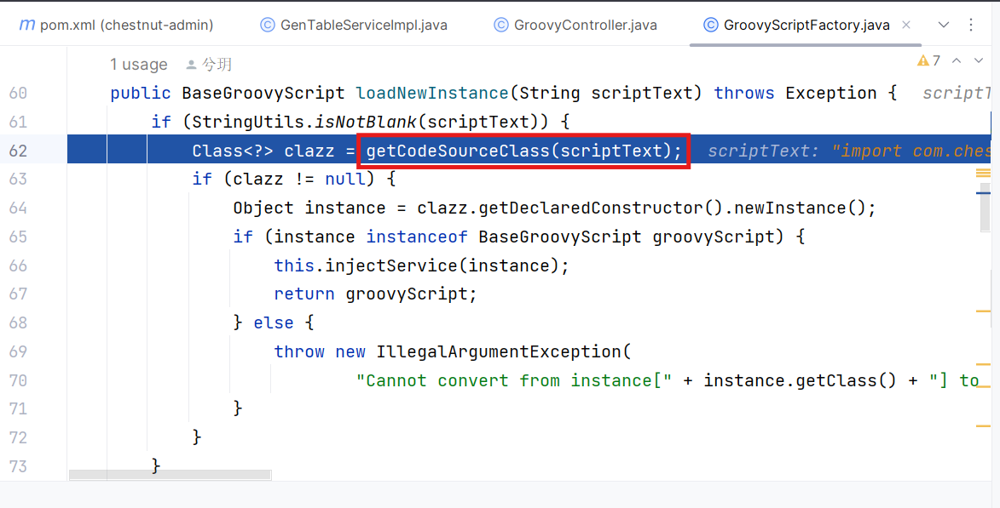 m pom.xml (chestnut-admin) © GenTableServiceImpl.java © GroovyController.java © GroovyScriptFactory.java ×
1 usage 兮玥 7
60 public BaseGroovyScript loadNewInstance(String scriptText) throws Exception { scriptT
61 if (StringUtils.isNotBlank(scriptText)) {
62 Class<?> clazz = getCodeSourceClass(scriptText); scriptText: "import com.ches
63 if (clazz != null) {
64 Object instance = clazz.getDeclaredConstructor().newInstance();
65 if (instance instanceof BaseGroovyScript groovyScript) {
66 this.injectService(instance);
67 return groovyScript;
68 } else {
69 throw new IllegalArgumentException(
70 "Cannot convert from instance[" + instance.getClass() + "] to
71 }
72 }
73 }